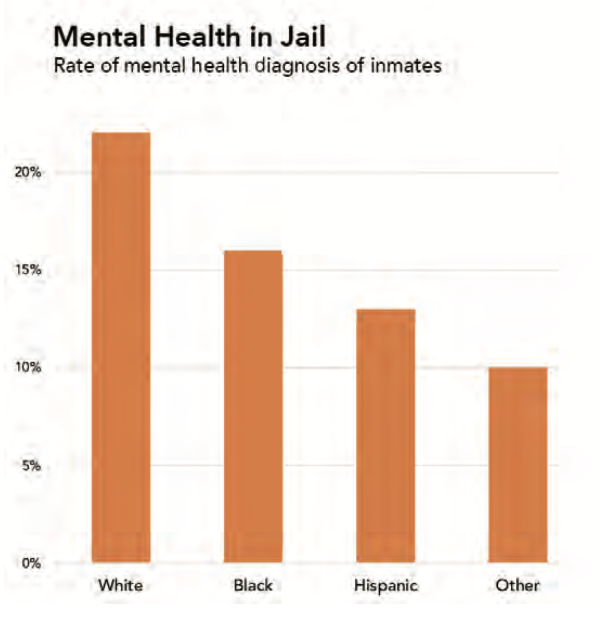 Mental Health in Jail
Rate of mental health diagnosis of inmates
20%
15%
10%
5%
0%
White Black Hispanic Other